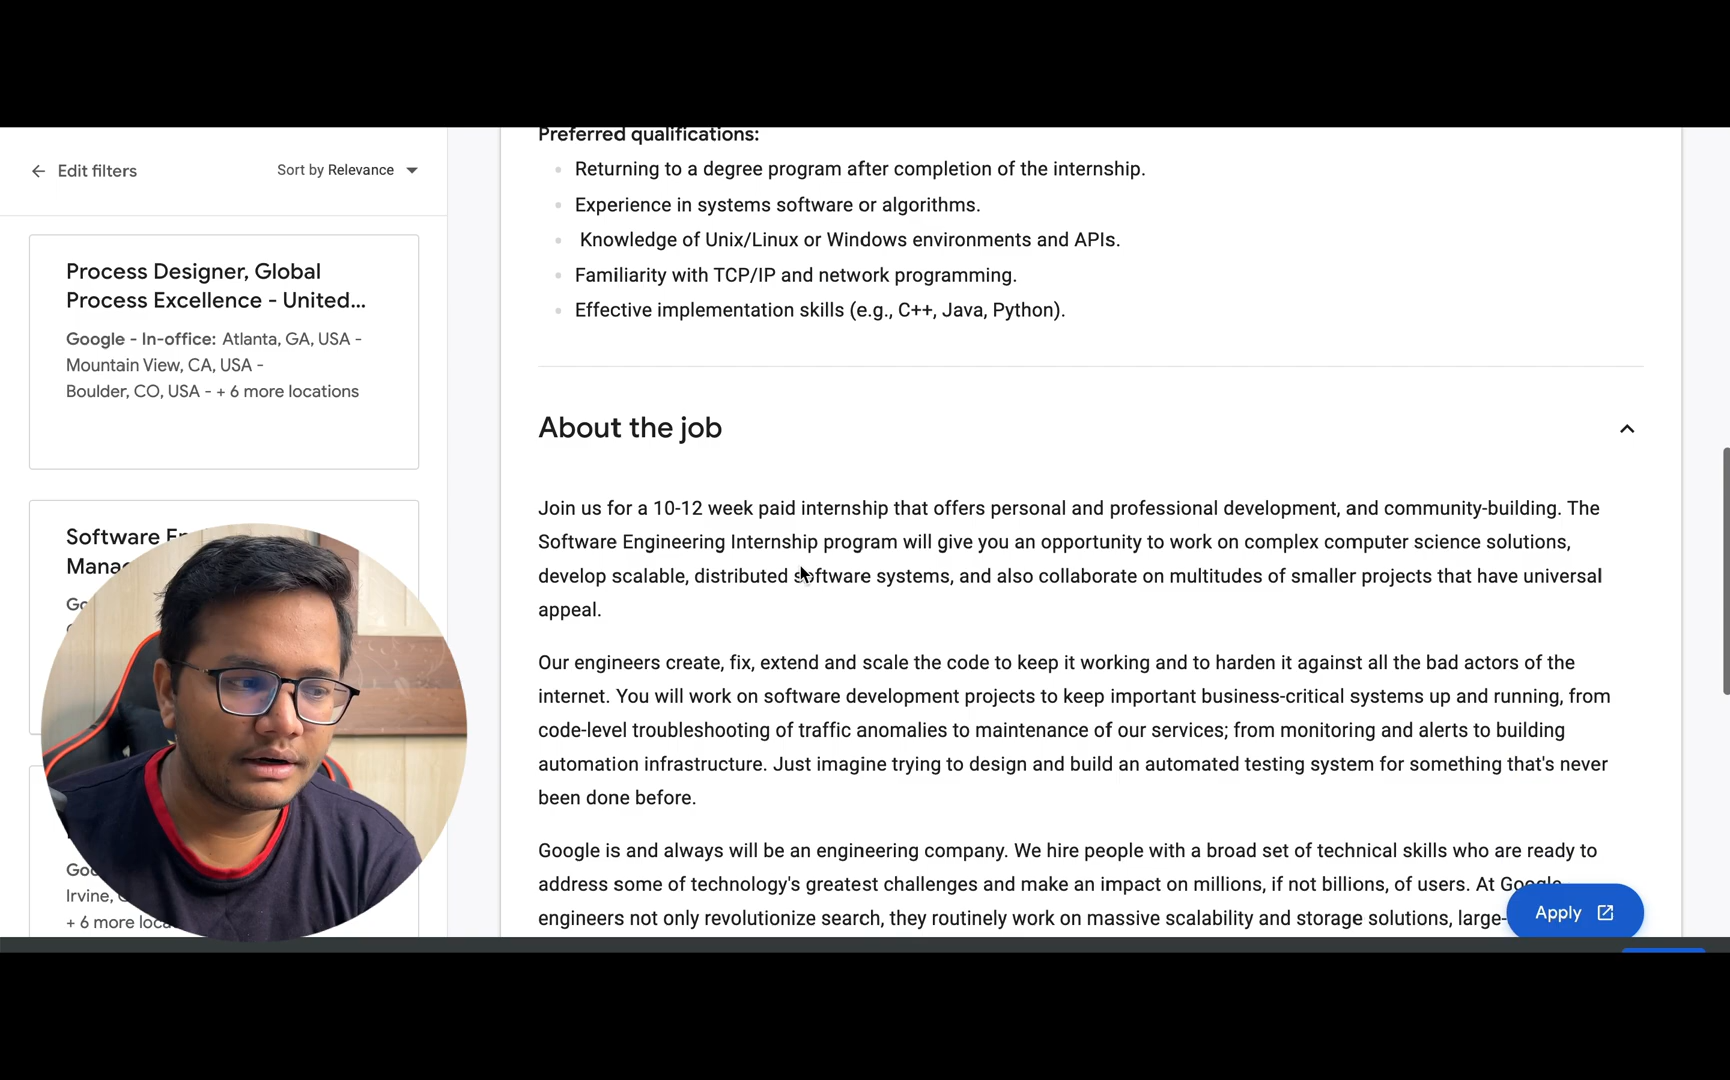 Edit filters
Sort by Relevance
Process Designer, Global
Process Excellence - United...
Google - In-office: Atlanta, GA, USA -
Mountain View, CA, USA -
Boulder, CO, USA - + 6 more locations
Software
Irvine,
+ 6 more
Preferred qualifications:
Returning to a degree program after completion of the internship.
Experience in systems software or algorithms.
Knowledge of Unix/Linux or Windows environments and APIs.
Familiarity with TCP/IP and network programming.
Effective implementation skills (e.g., C++, Java, Python).
About the job
Join us for a 10-12 week paid internship that offers personal and professional development, and community-building. The
Software Engineering Internship program will give you an opportunity to work on complex computer science solutions,
develop scalable, distributed software systems, and also collaborate on multitudes of smaller projects that have universal
appeal.
Our engineers create, fix, extend and scale the code to keep it working and to harden it against all the bad actors of the
internet. You will work on software development projects to keep important business-critical systems up and running, from
code-level troubleshooting of traffic anomalies to maintenance of our services; from monitoring and alerts to building
automation infrastructure. Just imagine trying to design and build an automated testing system for something that's never
been done before.
Google is and always will be an engineering company. We hire people with a broad set of technical skills who are ready to
address some of technology's greatest challenges and make an impact on millions, if not billions, of users. At Google,
engineers not only revolutionize search, they routinely work on massive scalability and storage solutions, large-
Apply